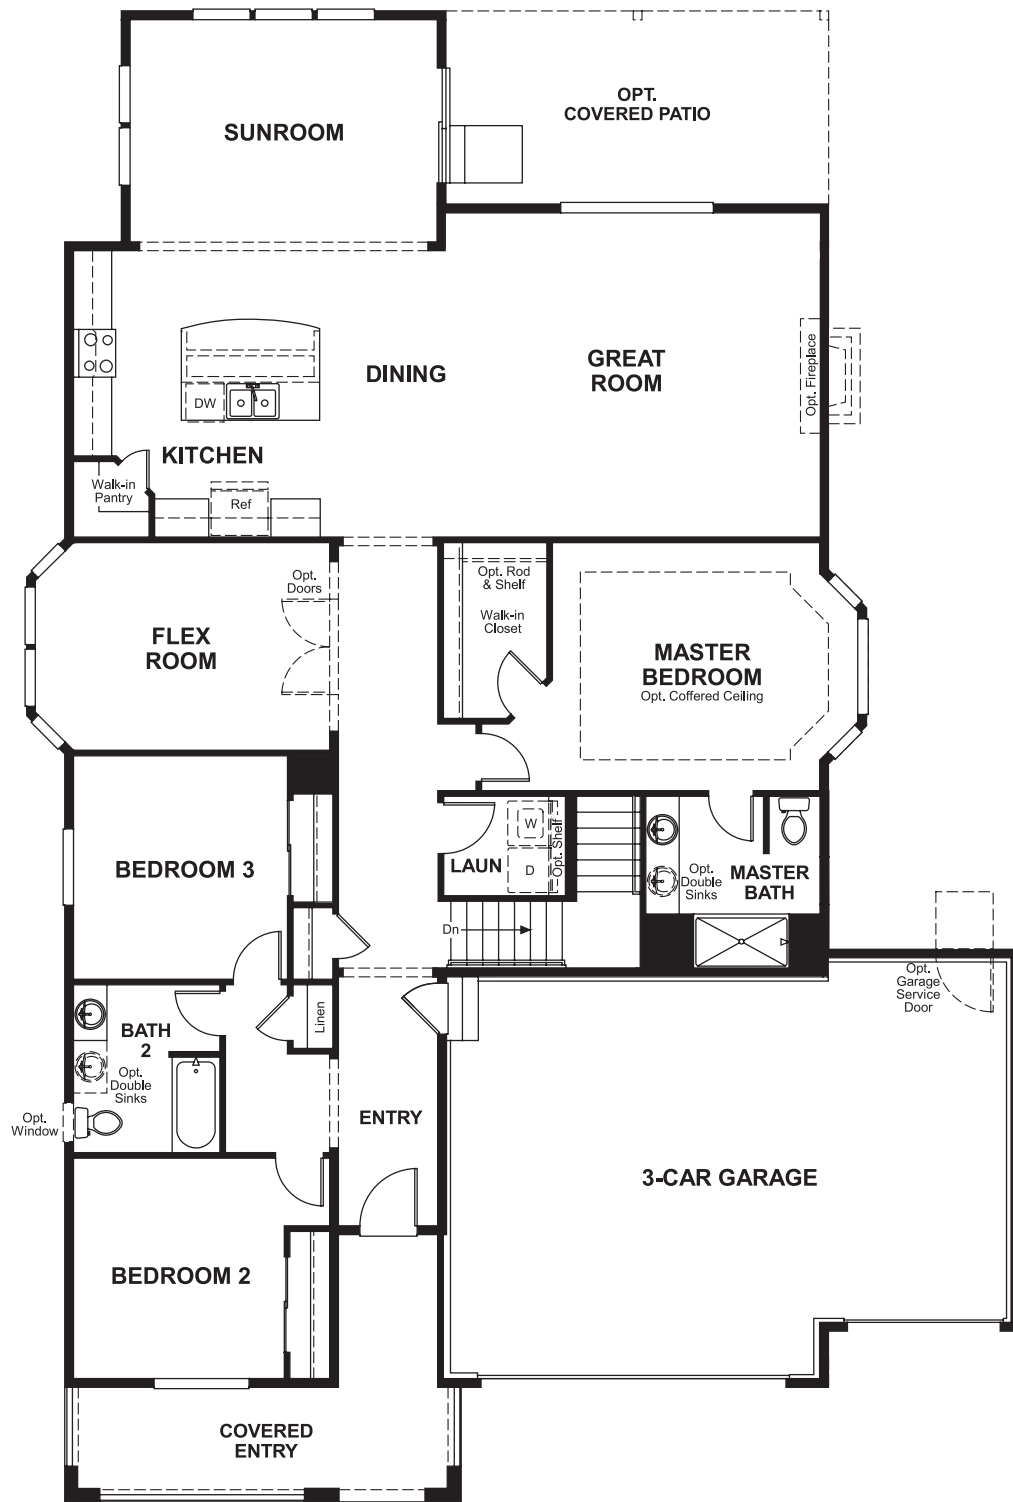 OPT.
COVERED PATIO
SUNROOM
GREAT
ROOM
DINING
Opt. Fireplace
DW
KITCHEN
Walk-in
Pantry
Ref
Opt.
Doors
Opt. Rod
& Shelf
Walk-in
Closet
FLEX
ROOM
MASTER
BEDROOM
Opt. Coffered Ceiling
BEDROOM 3
LAUN
W
D
Opt. Shelf
Opt.
Double
Sinks
MASTER
BATH
Dn
Opt.
Garage
Service
Door
Linen
BATH
2
Opt.
Double
Sinks
Opt.
Window
ENTRY
3-CAR GARAGE
BEDROOM 2
COVERED
ENTRY